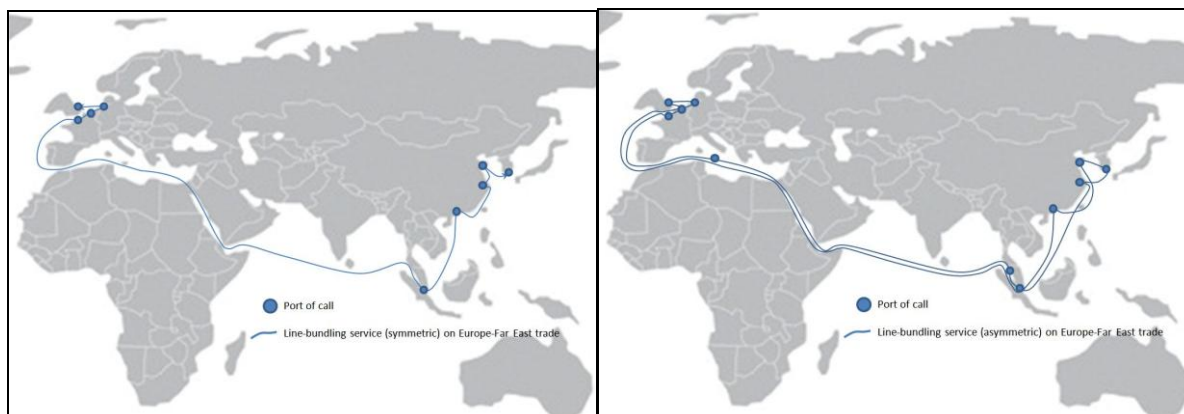 Port of call
Line-bundling service (symmetric) on Europe-Far East trade
Port of call
Line-bundling service (asymmetric) on Europe-Far East trade